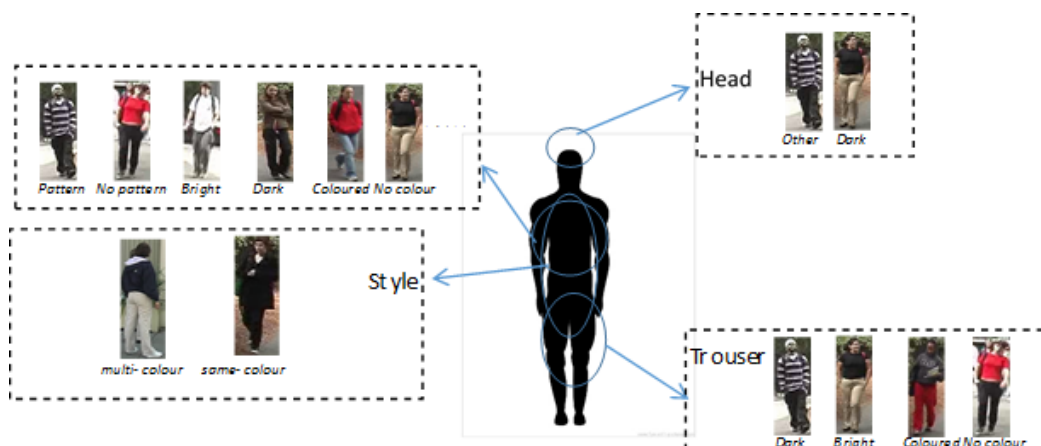 Head
Other Dark
Pattern No pattern Bright Dark Coloured No colour
Style
multi- colour same- colour
Trouser
Dark Bright Coloured No colour